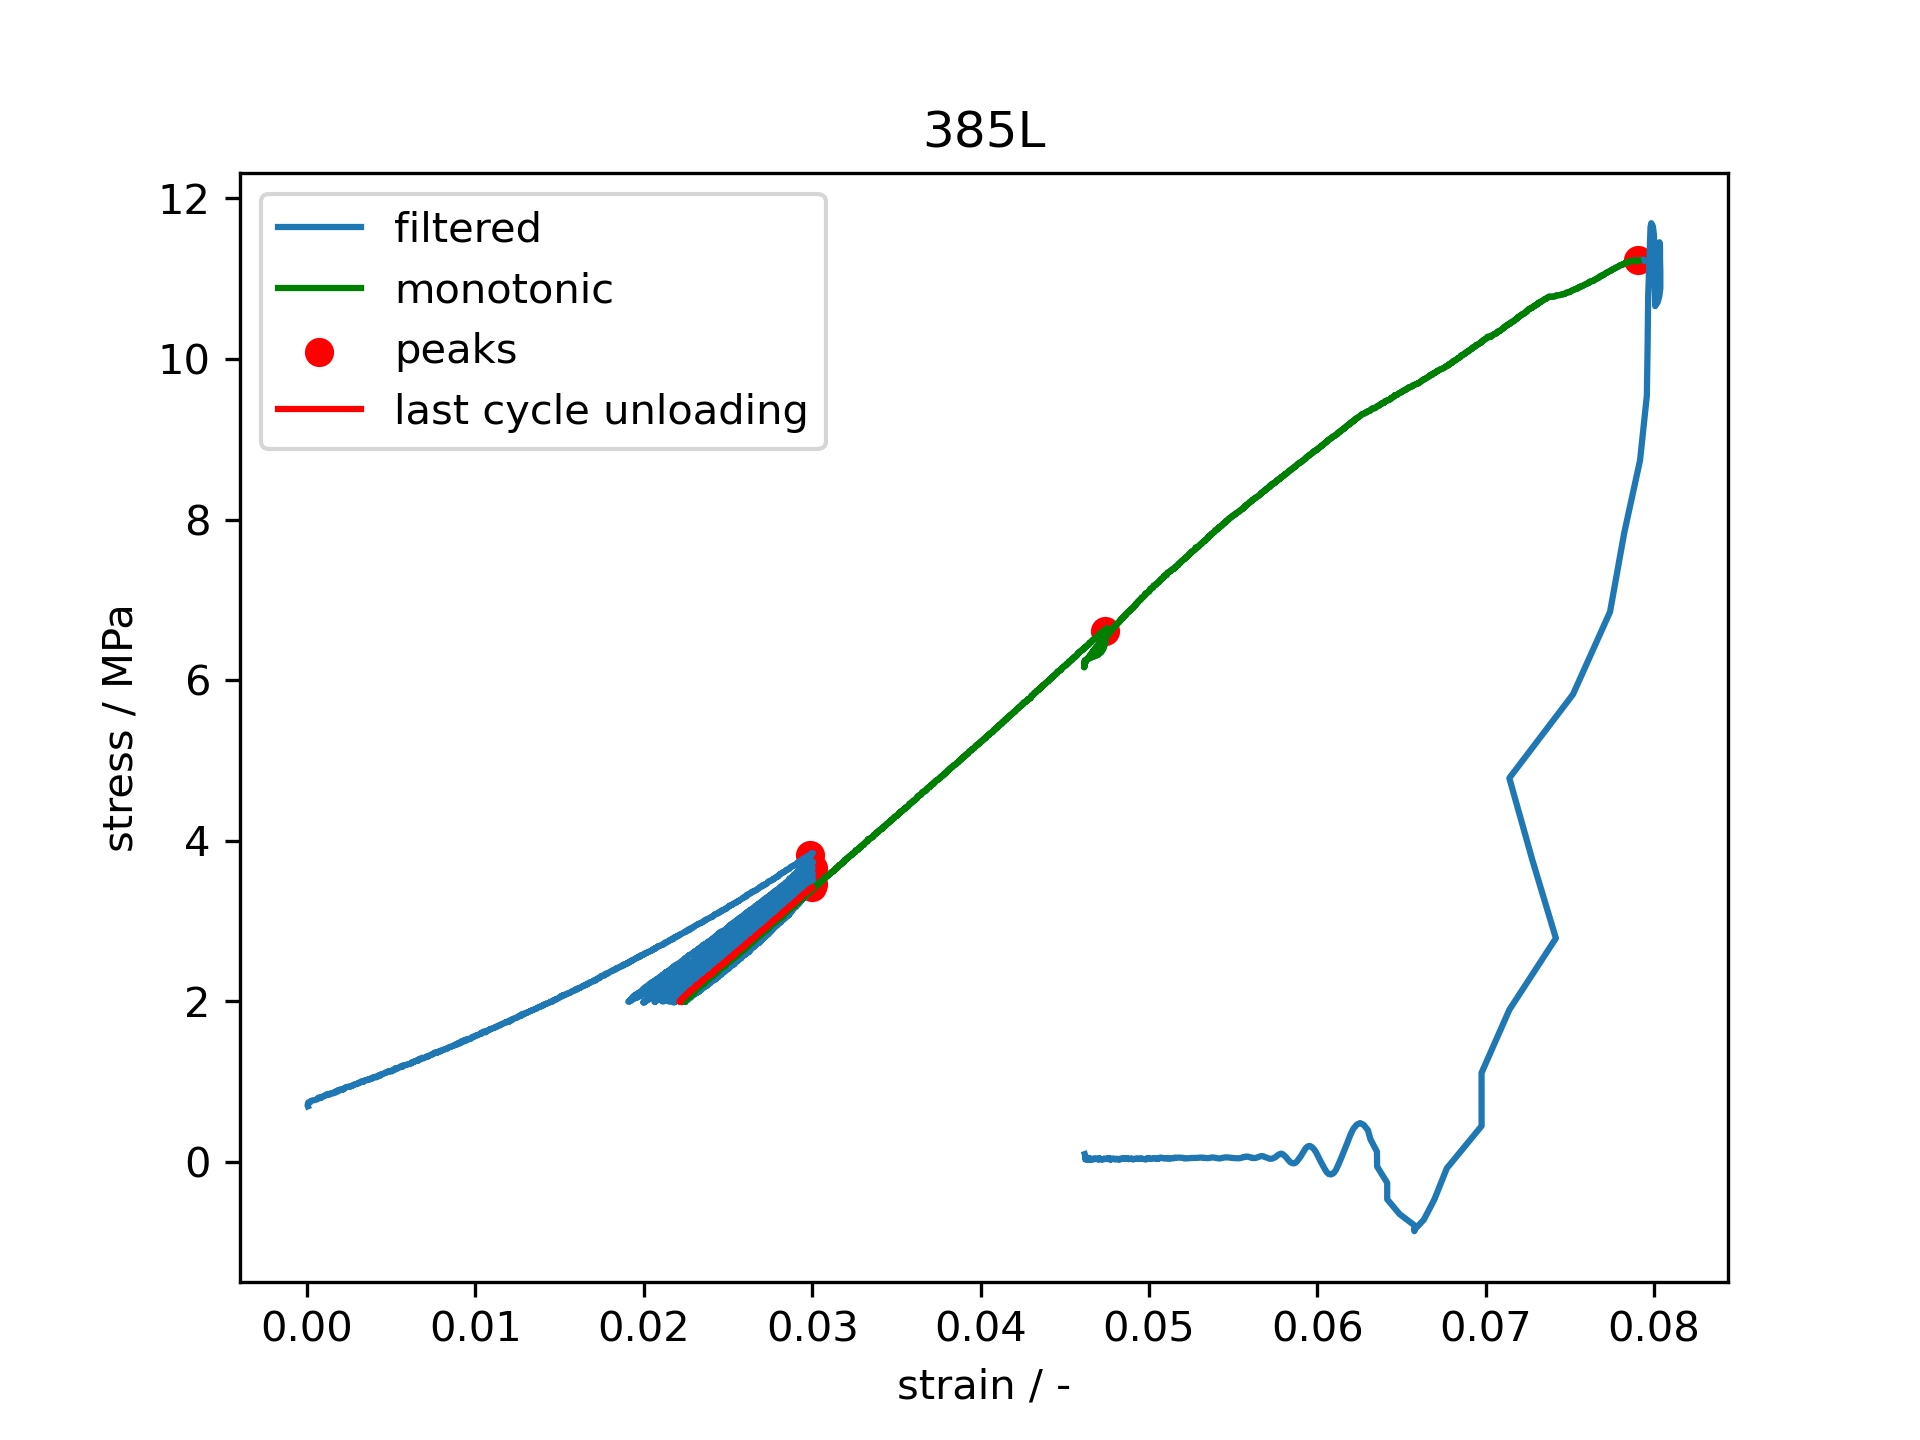 385L
filtered
monotonic
peaks
last cycle unloading
12
10
8
6
4
2
0
stress / MPa
0.00 0.01 0.02 0.03 0.04 0.05 0.06 0.07 0.08
strain / -